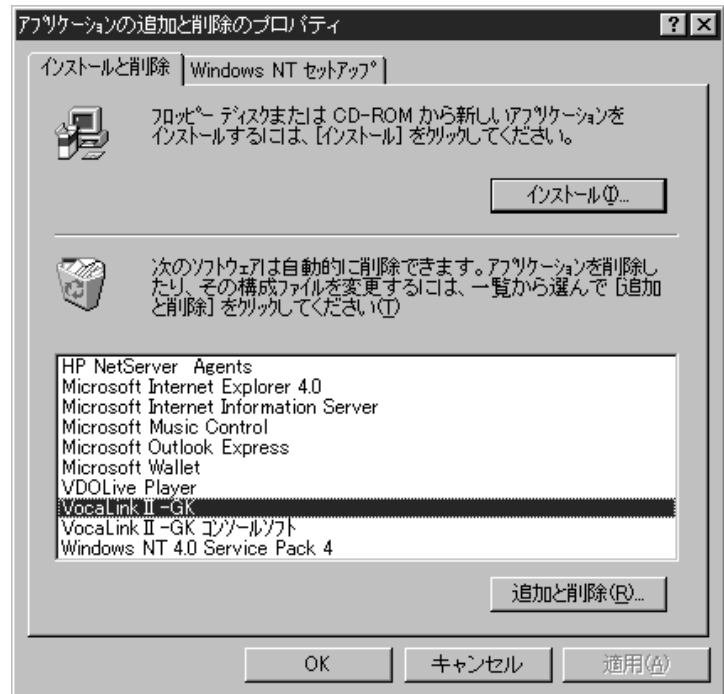 アプリケーションの追加と削除のプロパティ
インストールと削除
Windows NT セットアップ
フロッピー ディスクまたは CD-ROM から新しいアプリケーションを
インストールするには、[インストール] をクリックしてください。
インストール(I)...
次のソフトウェアは自動的に削除できます。アプリケーションを削除し
たり、その構成ファイルを変更するには、一覧から選んで [追加
と削除] をクリックしてください(T)
HP NetServer Agents
Microsoft Internet Explorer 4.0
Microsoft Internet Information Server
Microsoft Music Control
Microsoft Outlook Express
Microsoft Wallet
VDOLive Player
VocaLinkⅡ-GK
VocaLinkⅡ-GK コンソールソフト
Windows NT 4.0 Service Pack 4
追加と削除(R)...
OK
キャンセル
適用(A)